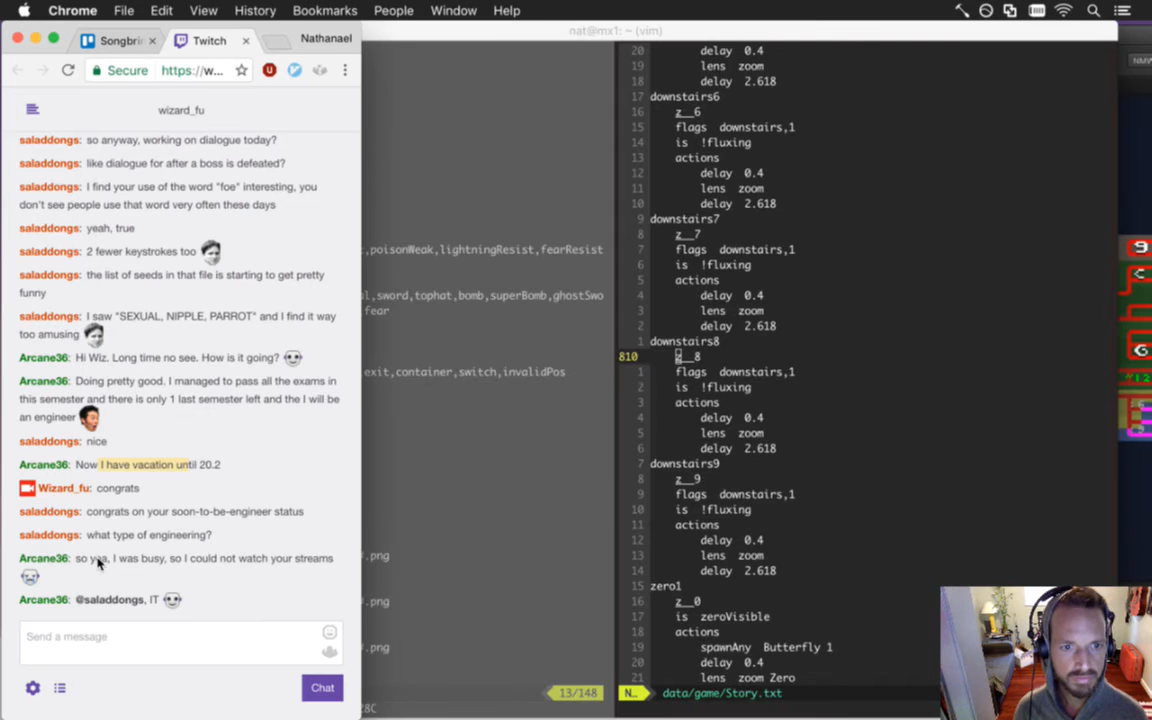 Chrome File Edit View History Bookmarks People Window Help
nat@mx1: ~ (vim)
Songbri
Twitch
Nathanael
Secure
https://w...
wizard_fu
saladdongs: so anyway, working on dialogue today?
saladdongs: like dialogue for after a boss is defeated?
saladdongs: I find your use of the word "foe" interesting, you
don't see people use that word very often these days
saladdongs: yeah, true
saladdongs: 2 fewer keystrokes too
saladdongs: the list of seeds in that file is starting to get pretty
funny
saladdongs: I saw "SEXUAL, NIPPLE, PARROT" and I find it way
too amusing
Arcane36: Hi Wiz. Long time no see. How is it going?
Arcane36: Doing pretty good. I managed to pass all the exams in
this semester and there is only 1 last semester left and the I will be
an engineer
saladdongs: nice
Arcane36: Now I have vacation until 20.2
Wizard_fu: congrats
saladdongs: congrats on your soon-to-be-engineer status
saladdongs: what type of engineering?
Arcane36: so yea, I was busy, so I could not watch your streams
Arcane36: @saladdongs, IT
Send a message
Chat
,poisonWeak,lightningResist,fearResist
l,sword,tophat,bomb,superBomb,ghostSwo
fear
exit,container,switch,invalidPos
.png
.png
.png
13/148
8C
20 delay 0.4
19 lens zoom
18 delay 2.618
17 downstairs6
16 z__6
15 flags downstairs,1
14 is !fluxing
13 actions
12 delay 0.4
11 lens zoom
10 delay 2.618
9 downstairs7
8 z__7
7 flags downstairs,1
6 is !fluxing
5 actions
4 delay 0.4
3 lens zoom
2 delay 2.618
1 downstairs8
810 z__8
1 flags downstairs,1
2 is !fluxing
3 actions
4 delay 0.4
5 lens zoom
6 delay 2.618
7 downstairs9
8 z__9
9 flags downstairs,1
10 is !fluxing
11 actions
12 delay 0.4
13 lens zoom
14 delay 2.618
15 zero1
16 z__0
17 is zeroVisible
18 actions
19 spawnAny Butterfly 1
20 delay 0.4
21 lens zoom Zero
N... data/game/Story.txt
NMW